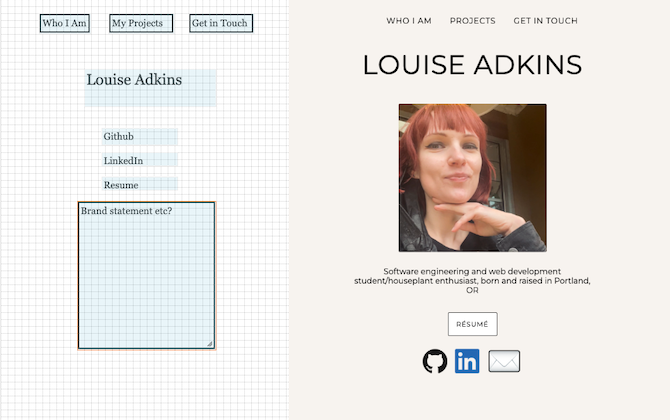 Who I Am
My Projects
Get in Touch
Louise Adkins
Github
LinkedIn
Resume
Brand statement etc?
WHO I AM
PROJECTS
GET IN TOUCH
LOUISE ADKINS
Software engineering and web development
student/houseplant enthusiast, born and raised in Portland,
OR
RÉSUMÉ
in